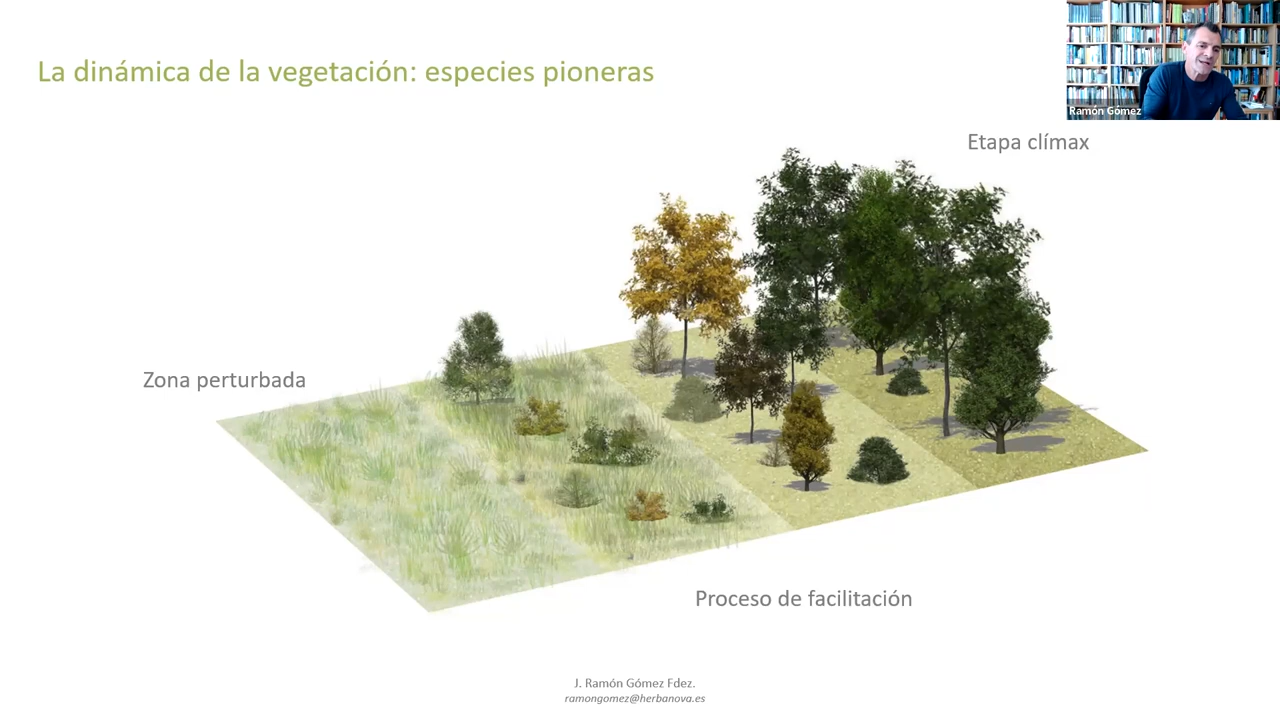 La dinámica de la vegetación: especies pioneras
Ramón Gómez
Etapa clímax
Zona perturbada
Proceso de facilitación
J. Ramón Gómez Fdez.
ramongomez@herbanova.es